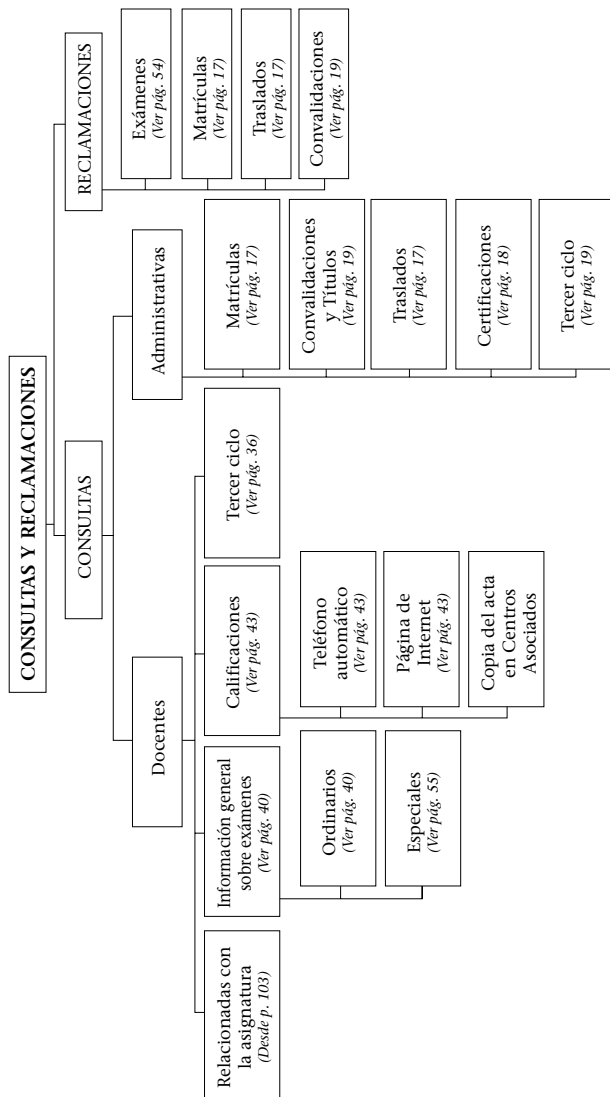 CONSULTAS Y RECLAMACIONES
CONSULTAS
Docentes
Relacionadas con
la asignatura
(Desde p. 103)
Información general
sobre exámenes
(Ver pág. 40)
Ordinarios
(Ver pág. 40)
Especiales
(Ver pág. 55)
Calificaciones
(Ver pág. 43)
Teléfono
automático
(Ver pág. 43)
Página de
Internet
(Ver pág. 43)
Copia del acta
en Centros
Asociados
Tercer ciclo
(Ver pág. 36)
Administrativas
Matrículas
(Ver pág. 17)
Convalidaciones
y Títulos
(Ver pág. 19)
Traslados
(Ver pág. 17)
Certificaciones
(Ver pág. 18)
Tercer ciclo
(Ver pág. 19)
RECLAMACIONES
Exámenes
(Ver pág. 54)
Matrículas
(Ver pág. 17)
Traslados
(Ver pág. 17)
Convalidaciones
(Ver pág. 19)